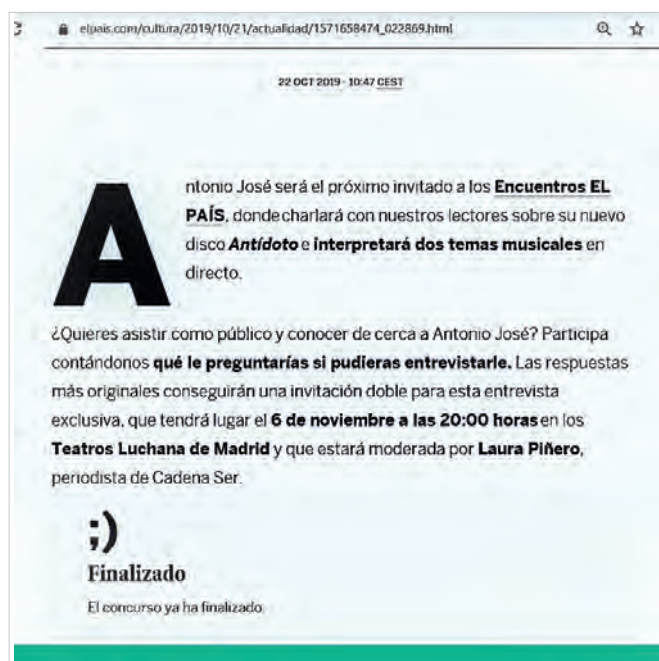 elpais.com/cultura/2019/10/21/actualidad/1571658474_022869.html
22 OCT 2019 - 10:47 CEST
Antonio José será el próximo invitado a los Encuentros EL
PAÍS, donde charlará con nuestros lectores sobre su nuevo
disco Antídoto e interpretará dos temas musicales en
directo.
¿Quieres asistir como público y conocer de cerca a Antonio José? Participa
contándonos qué le preguntarías si pudieras entrevistarle. Las respuestas
más originales conseguirán una invitación doble para esta entrevista
exclusiva, que tendrá lugar el 6 de noviembre a las 20:00 horas en los
Teatros Luchana de Madrid y que estará moderada por Laura Piñero,
periodista de Cadena Ser.
;)
Finalizado
El concurso ya ha finalizado